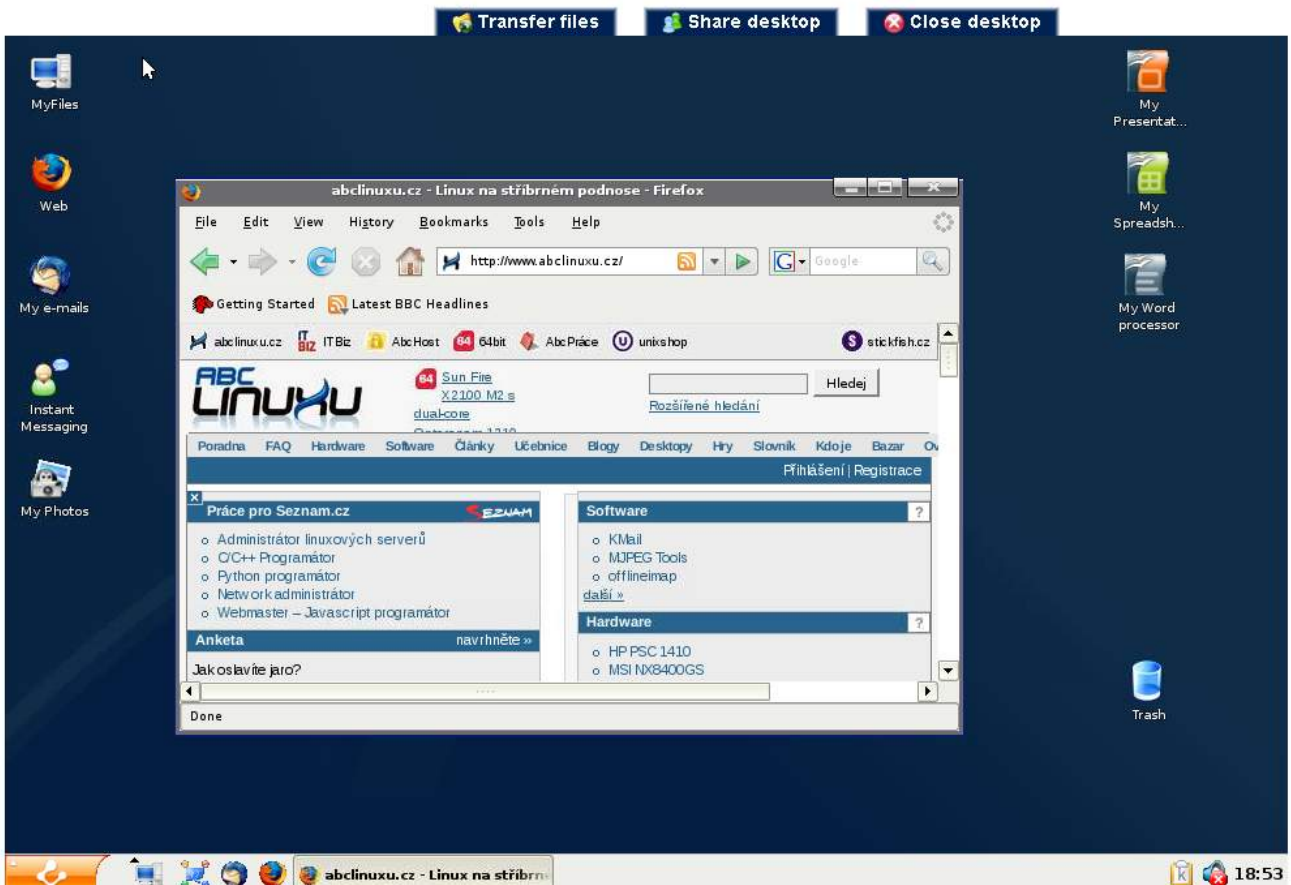 Transfer files
Share desktop
Close desktop
MyFiles
Web
My e-mails
Instant
Messaging
My Photos
My
Presentat...
My
Spreadsh...
My Word
processor
Trash
abclinuxu.cz - Linux na stříbrném podnose - Firefox
File Edit View History Bookmarks Tools Help
http://www.abclinuxu.cz/ G Google
Getting Started Latest BBC Headlines
abclinuxu.cz IT BIZ ITBiz AbcHost 64 64bit AbcPráce U unixshop S stickfish.cz
ABC
LINUXU
64 Sun Fire
X2100 M2 s
dual-core
Hledej
Rozšířené hledání
Poradna FAQ Hardware Software Články Učebnice Blogy Desktopy Hry Slovník Kdo je Bazar Ov
Přihlášení | Registrace
Práce pro Seznam.cz SEZNAM
Administrátor linuxových serverů
C/C++ Programátor
Python programátor
Network administrátor
Webmaster – Javascript programátor
Anketa navrhněte »
Jak oslavíte jaro?
Software ?
KMail
MJPEG Tools
offlineimap
další »
Hardware ?
HP PSC 1410
MSI NX8400GS
Done
abclinuxu.cz - Linux na stříbrn
18:53